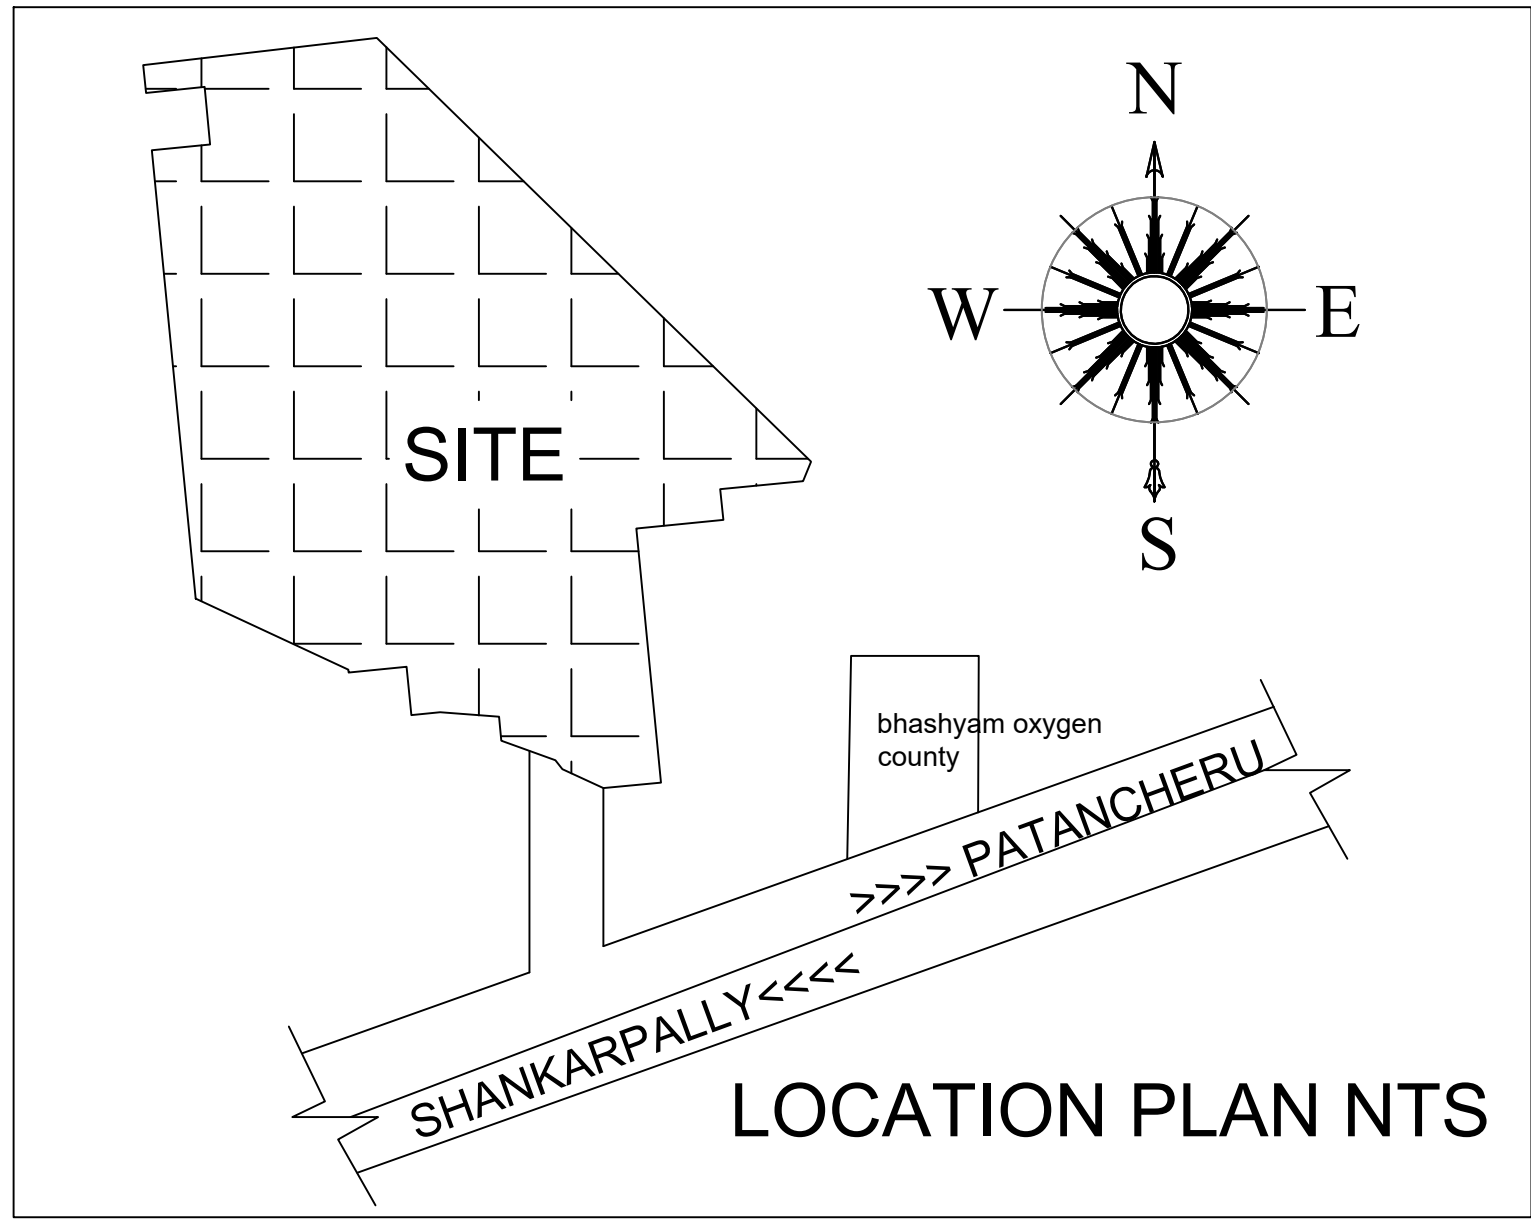 N
W
E
SITE
S
bhashyam oxygen
county
>>>> PATANCHERU
SHANKARPALLY<<<<
LOCATION PLAN NTS